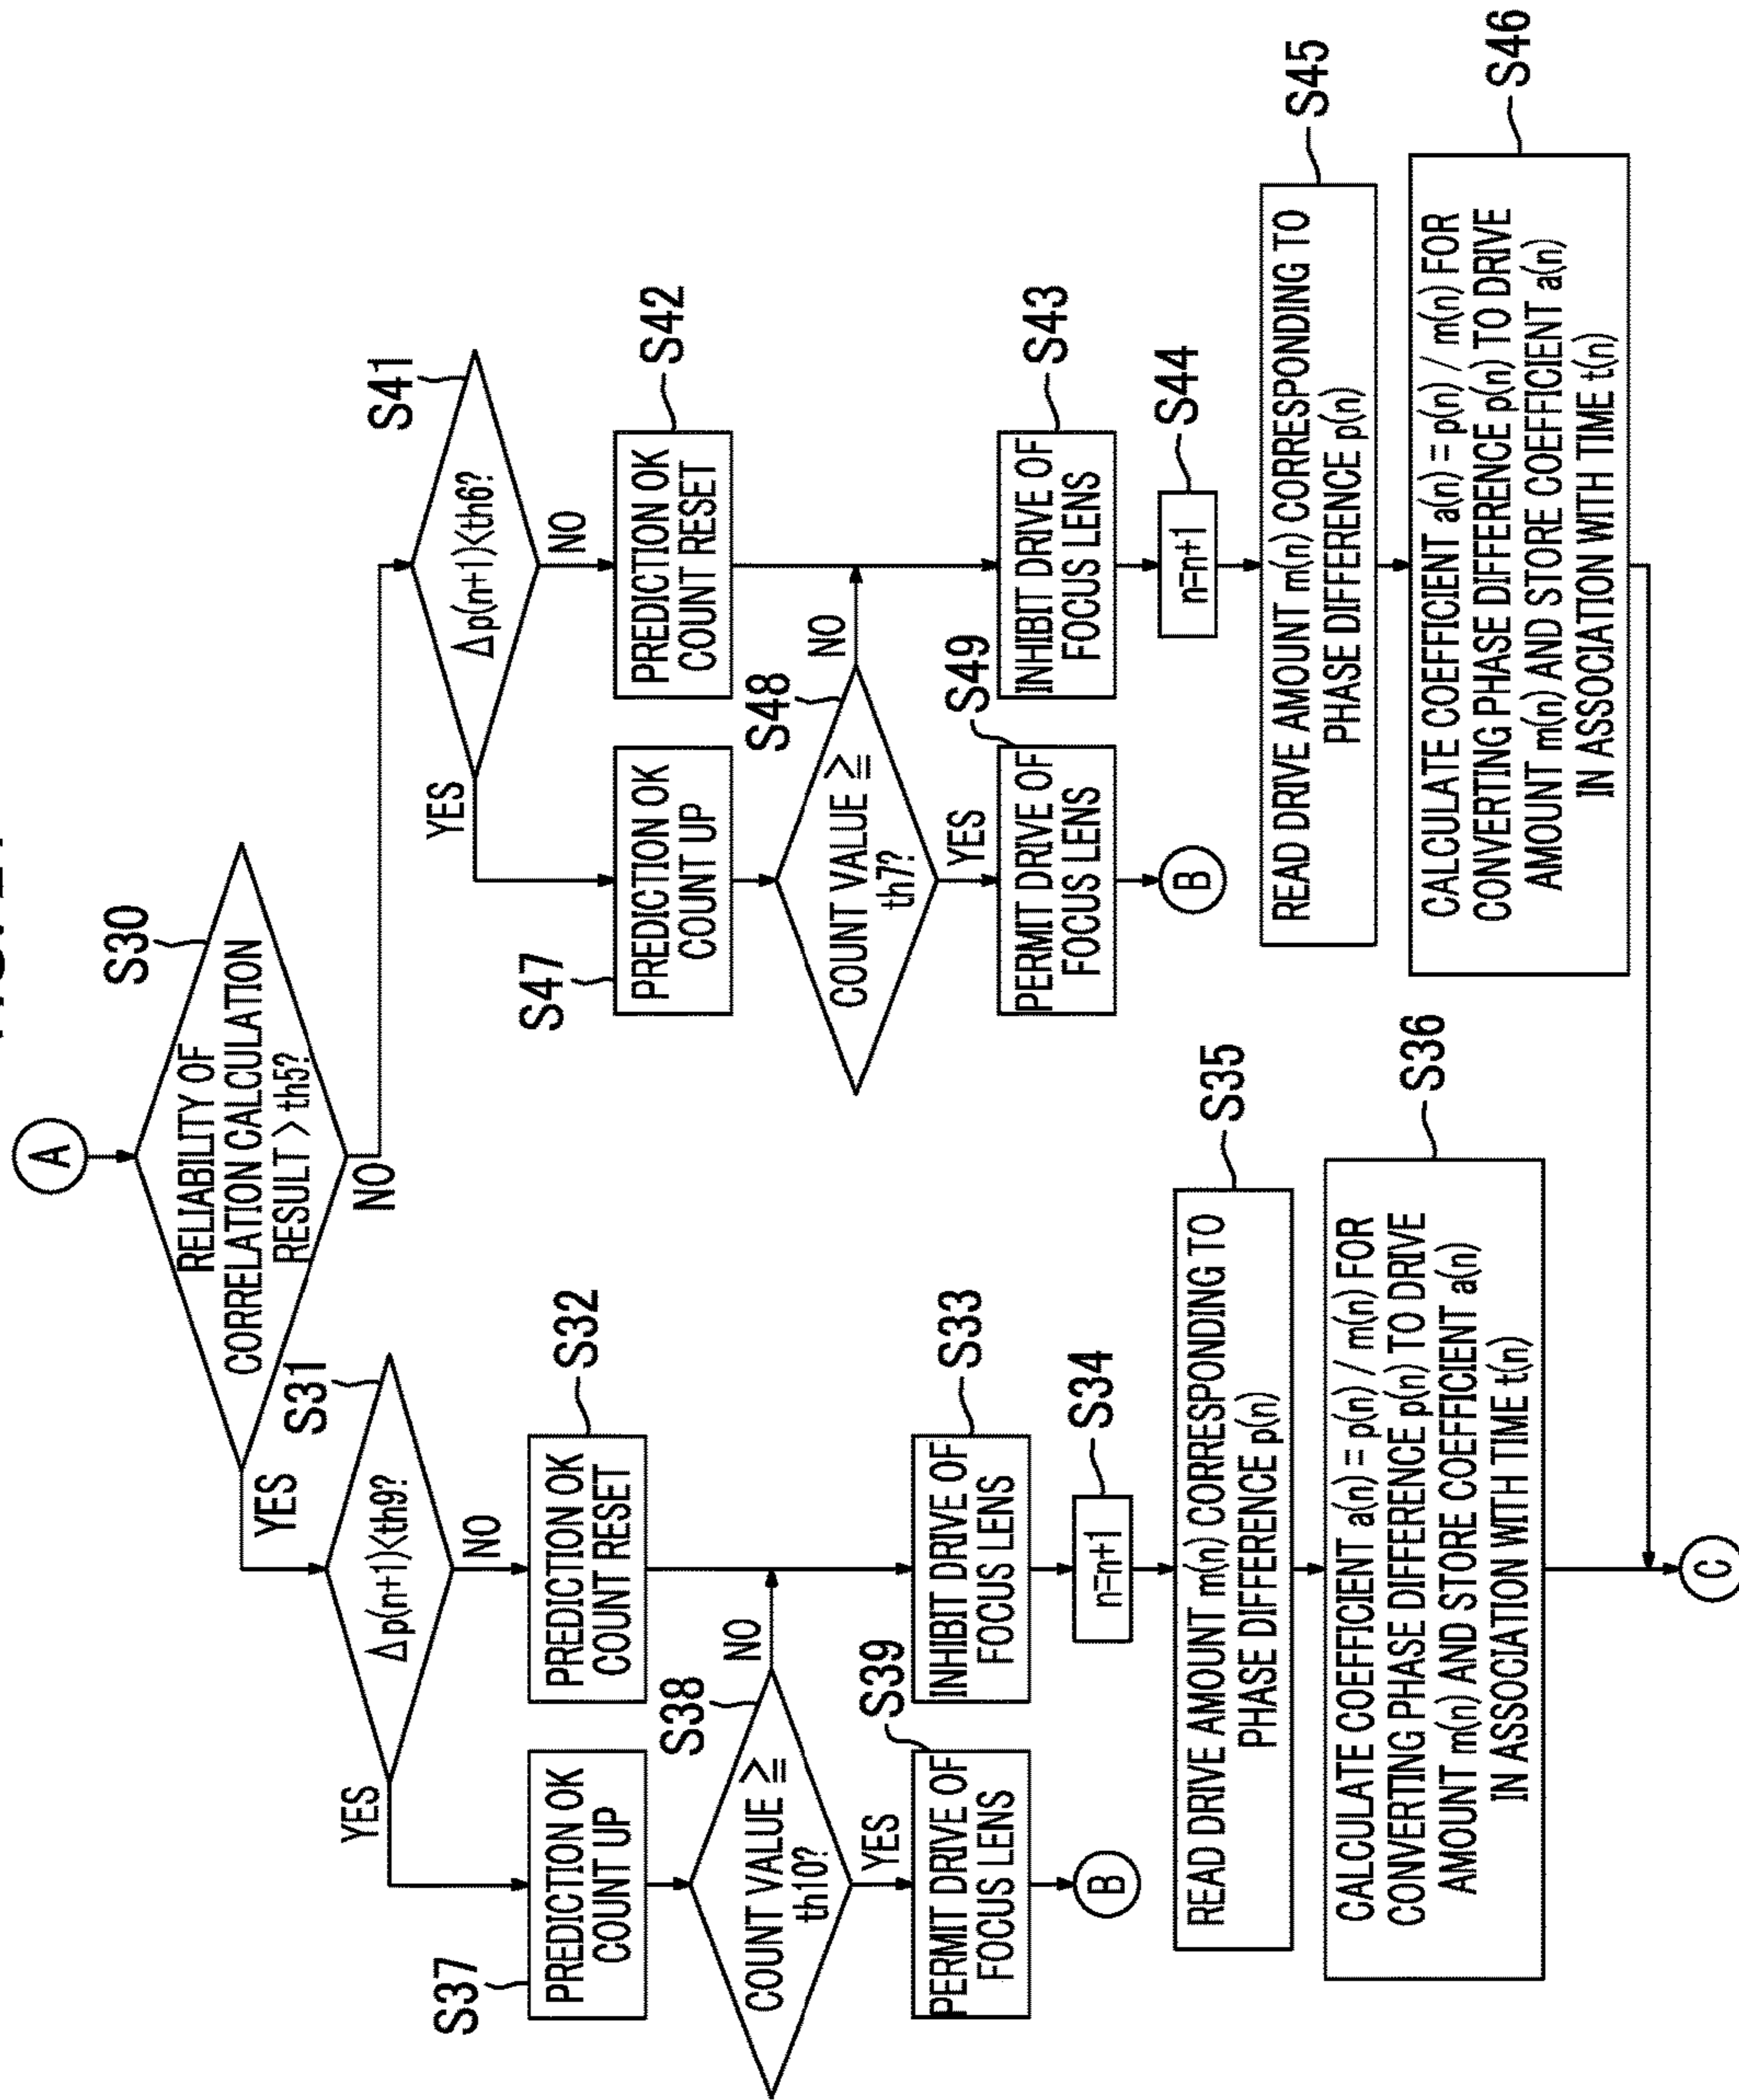 A
RELIABILITY OF
CORRELATION CALCULATION
RESULT > th5?
S30
YES
NO
S31
Δp(n+1)<th9?
YES
NO
S37
PREDICTION OK
COUNT UP
PREDICTION OK
COUNT RESET
S32
S38
COUNT VALUE ≧
th10?
NO
YES
S39
PERMIT DRIVE OF
FOCUS LENS
B
INHIBIT DRIVE OF
FOCUS LENS
S33
n=n+1
S34
READ DRIVE AMOUNT m(n) CORRESPONDING TO
PHASE DIFFERENCE p(n)
S35
CALCULATE COEFFICIENT a(n) = p(n) / m(n) FOR
CONVERTING PHASE DIFFERENCE p(n) TO DRIVE
AMOUNT m(n) AND STORE COEFFICIENT a(n)
IN ASSOCIATION WITH TIME t(n)
S36
S41
Δp(n+1)<th6?
YES
NO
S47
PREDICTION OK
COUNT UP
PREDICTION OK
COUNT RESET
S42
S48
COUNT VALUE ≧
th7?
NO
YES
S49
PERMIT DRIVE OF
FOCUS LENS
B
INHIBIT DRIVE OF
FOCUS LENS
S43
n=n+1
S44
READ DRIVE AMOUNT m(n) CORRESPONDING TO
PHASE DIFFERENCE p(n)
S45
CALCULATE COEFFICIENT a(n) = p(n) / m(n) FOR
CONVERTING PHASE DIFFERENCE p(n) TO DRIVE
AMOUNT m(n) AND STORE COEFFICIENT a(n)
IN ASSOCIATION WITH TIME t(n)
S46
C